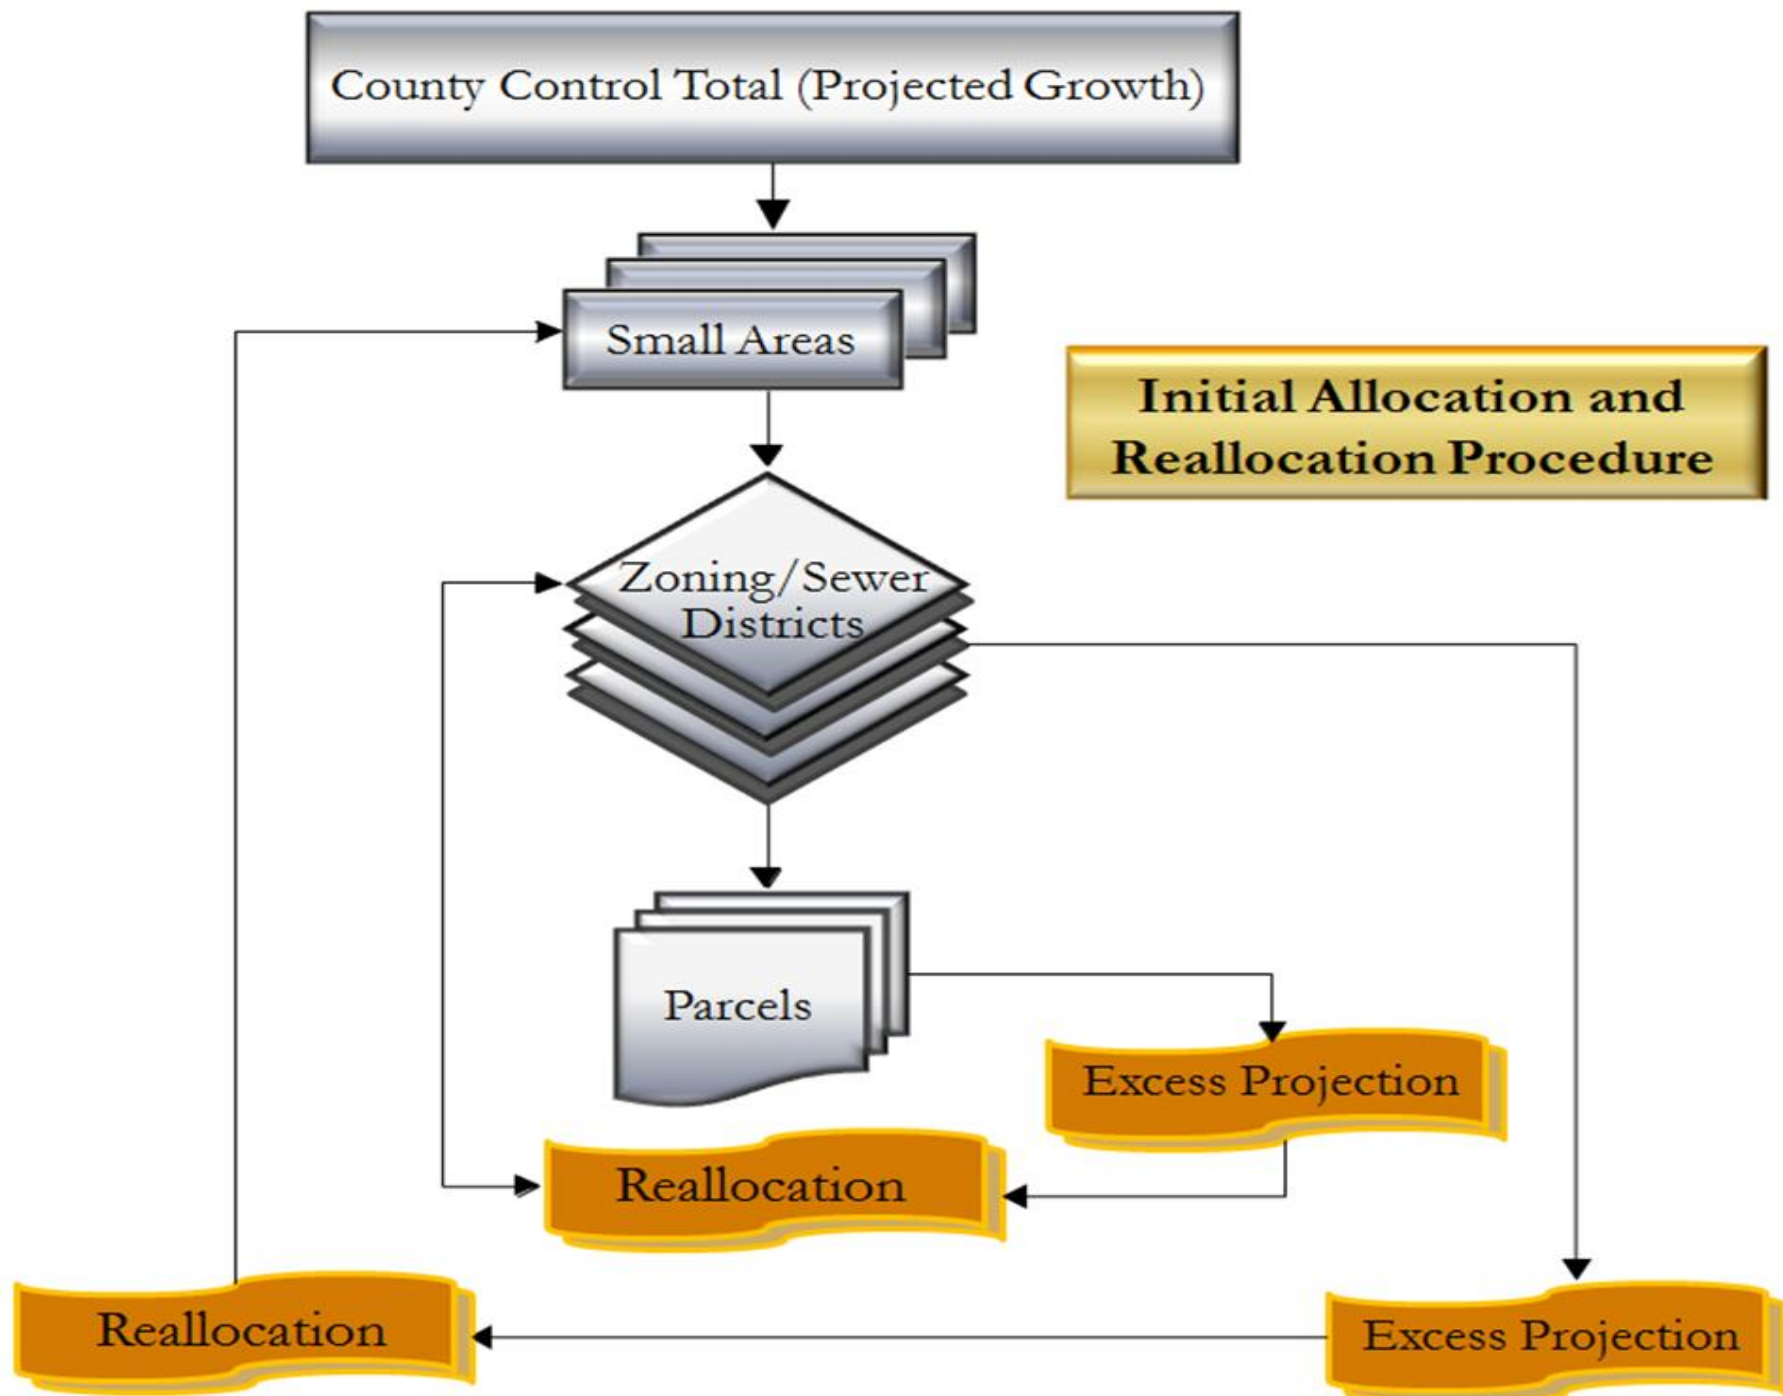 County Control Total (Projected Growth)
Small Areas
Initial Allocation and
Reallocation Procedure
Zoning/Sewer
Districts
Parcels
Excess Projection
Reallocation
Reallocation
Excess Projection